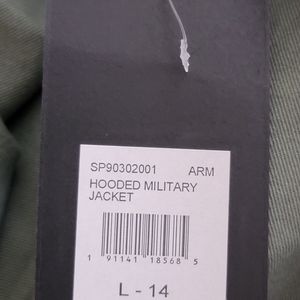 SP90302001 ARM
HOODED MILITARY
JACKET
1 91141 18568 5
L - 14